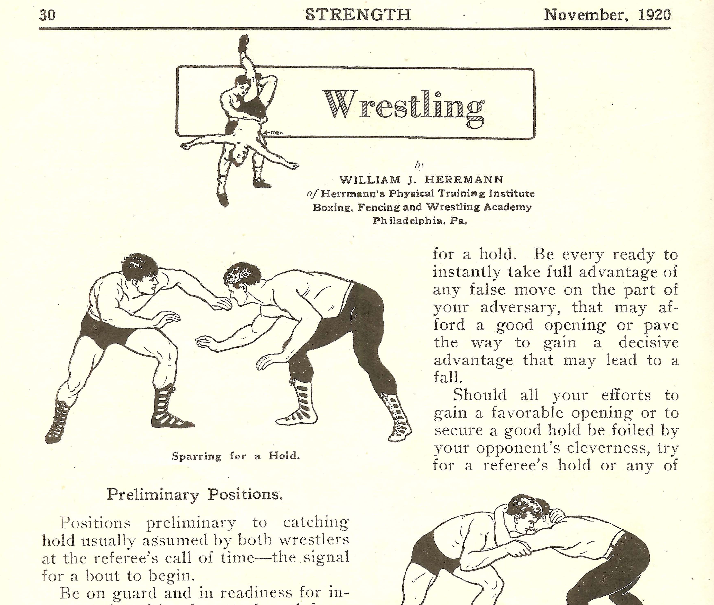 30 STRENGTH November, 1920
Wrestling
by
WILLIAM J. HERRMANN
of Herrmann's Physical Training Institute
Boxing, Fencing and Wrestling Academy
Philadelphia, Pa.
Sparring for a Hold.
Preliminary Positions.
Positions preliminary to catching
hold usually assumed by both wrestlers
at the referee's call of time—the signal
for a bout to begin.
Be on guard and in readiness for in-
for a hold. Be every ready to
instantly take full advantage of
any false move on the part of
your adversary, that may af-
ford a good opening or pave
the way to gain a decisive
advantage that may lead to a
fall.
Should all your efforts to
gain a favorable opening or to
secure a good hold be foiled by
your opponent's cleverness, try
for a referee's hold or any of